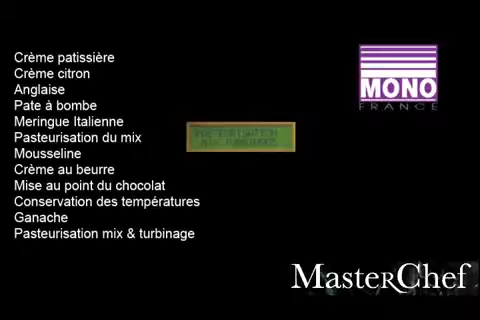 Crème patissière
Crème citron
Anglaise
Pate à bombe
Meringue Italienne
Pasteurisation du mix
Mousseline
Crème au beurre
Mise au point du chocolat
Conservation des températures
Ganache
Pasteurisation mix & turbinage
MONO
FRANCE
PASTEURISATION
MasterChef